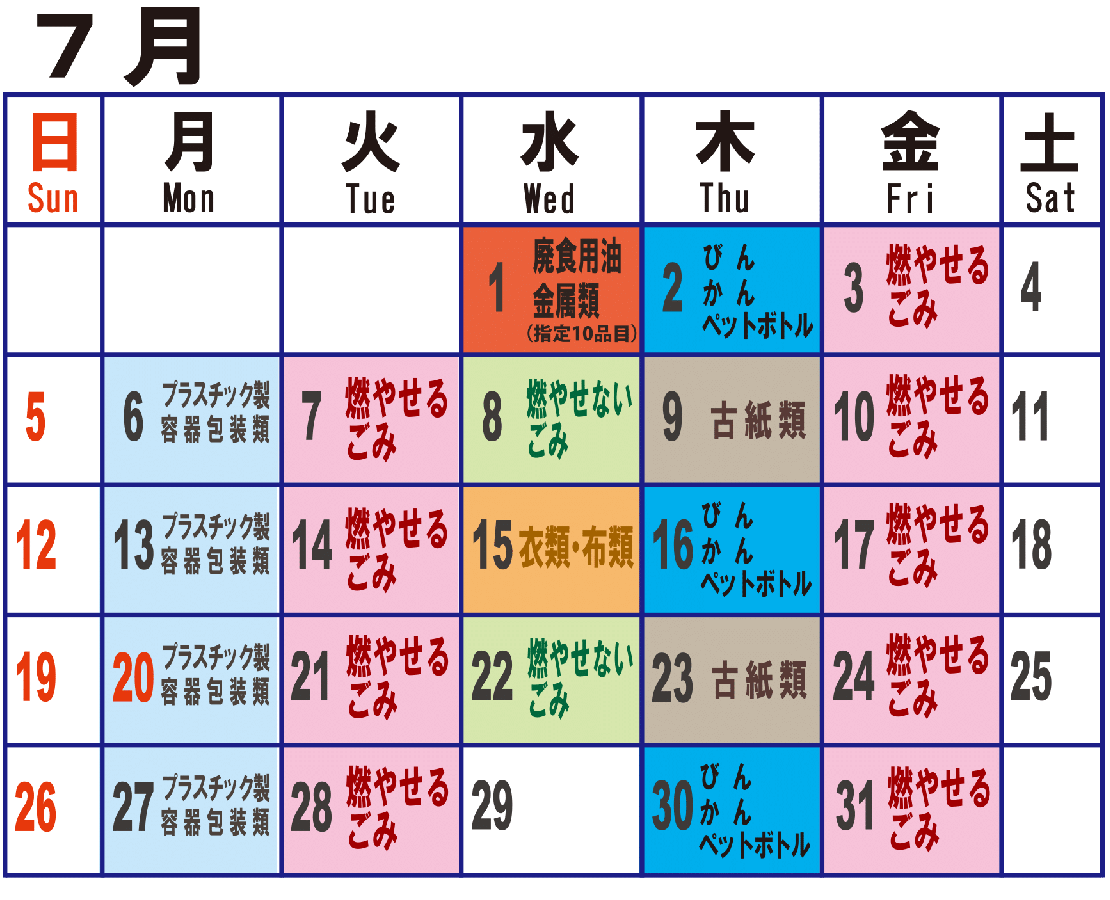 7月
日 月 火 水 木 金 土
Sun Mon Tue Wed Thu Fri Sat
1 廃食用油
金属類
(指定10品目)
2 びん
かん
ペットボトル
3 燃やせる
ごみ
4
5
6 プラスチック製
容器包装類
7 燃やせる
ごみ
8 燃やせない
ごみ
9 古紙類
10 燃やせる
ごみ
11
12
13 プラスチック製
容器包装類
14 燃やせる
ごみ
15 衣類・布類
16 びん
かん
ペットボトル
17 燃やせる
ごみ
18
19
20 プラスチック製
容器包装類
21 燃やせる
ごみ
22 燃やせない
ごみ
23 古紙類
24 燃やせる
ごみ
25
26
27 プラスチック製
容器包装類
28 燃やせる
ごみ
29
30 びん
かん
ペットボトル
31 燃やせる
ごみ